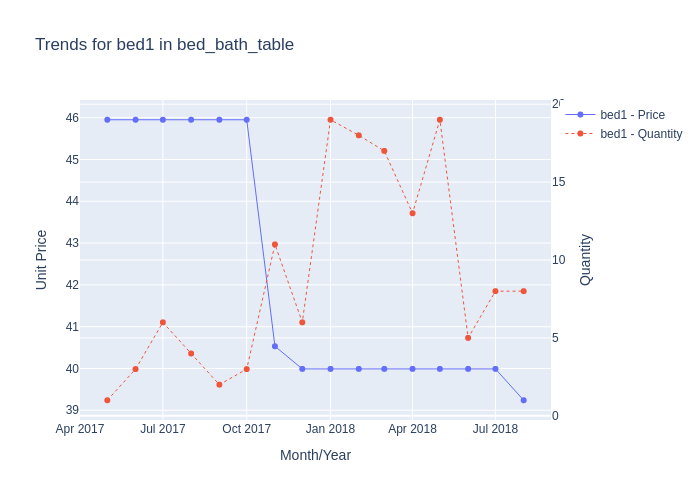 Trends for bed1 in bed_bath_table
bed1 - Price
bed1 - Quantity
46
45
44
43
42
41
40
39
Unit Price
15
10
5
0
Quantity
Apr 2017
Jul 2017
Oct 2017
Jan 2018
Apr 2018
Jul 2018
Month/Year